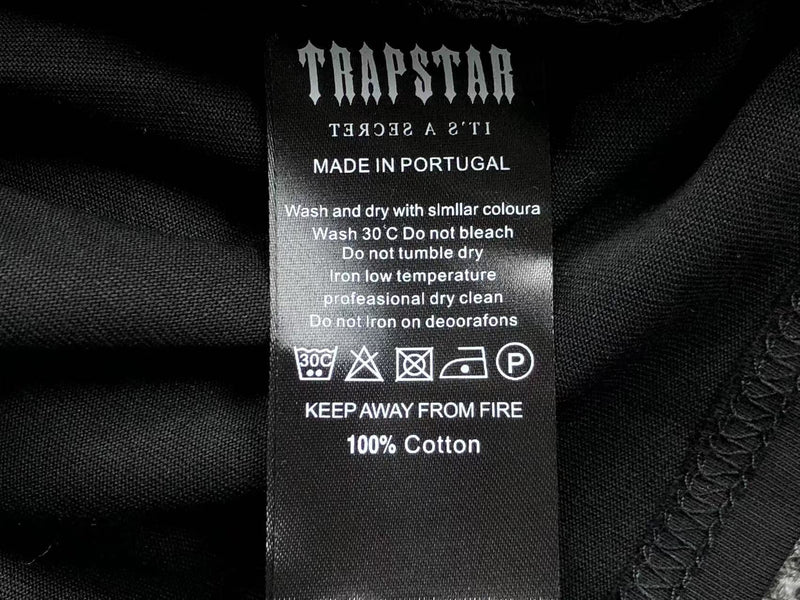 TRAPSTAR
IT'S A SECRET
MADE IN PORTUGAL
Wash and dry with slmllar coloura
Wash 30°C Do not bleach
Do not tumble dry
Iron low temperature
profeasional dry clean
Do not Iron on deoorafons
30C
P
KEEP AWAY FROM FIRE
100% Cotton